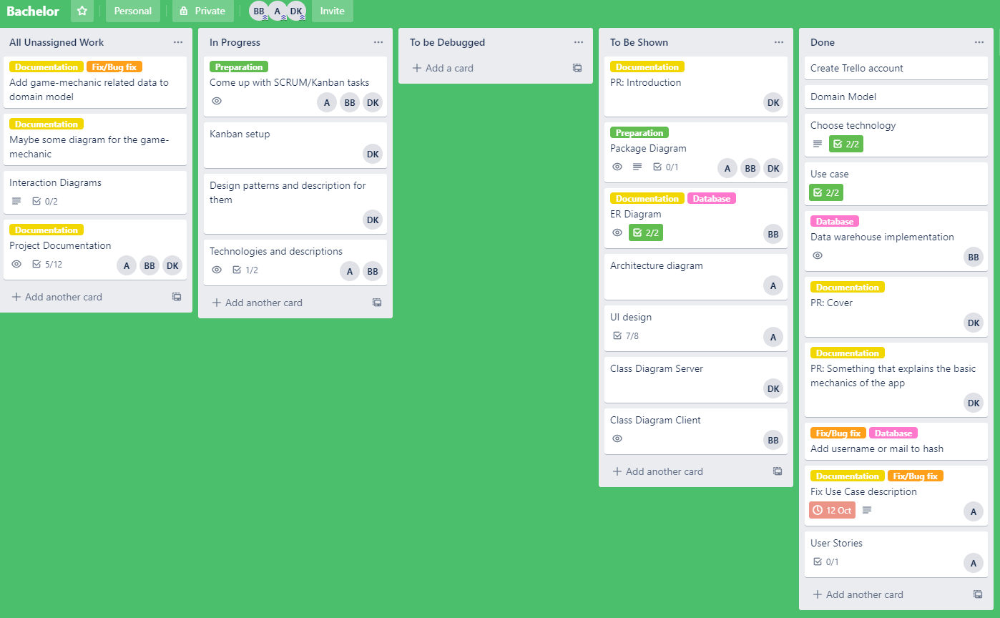 Bachelor
Personal
Private
BB A DK
Invite
All Unassigned Work
Documentation Fix/Bug fix
Add game-mechanic related data to
domain model
Documentation
Maybe some diagram for the game-
mechanic
Interaction Diagrams
0/2
Documentation
Project Documentation
5/12 A BB DK
+ Add another card
In Progress
Preparation
Come up with SCRUM/Kanban tasks
A BB DK
Kanban setup
DK
Design patterns and description for
them
DK
Technologies and descriptions
1/2 A BB
+ Add another card
To be Debugged
+ Add a card
To Be Shown
Documentation
PR: Introduction
DK
Preparation
Package Diagram
0/1 A BB DK
Documentation Database
ER Diagram
2/2 BB
Architecture diagram
A
UI design
7/8 A
Class Diagram Server
DK
Class Diagram Client
BB
+ Add another card
Done
Create Trello account
Domain Model
Choose technology
2/2
Use case
2/2
Database
Data warehouse implementation
BB
Documentation
PR: Cover
DK
Documentation
PR: Something that explains the basic
mechanics of the app
DK
Fix/Bug fix Database
Add username or mail to hash
Documentation Fix/Bug fix
Fix Use Case description
12 Oct A
User Stories
0/1 A
+ Add another card